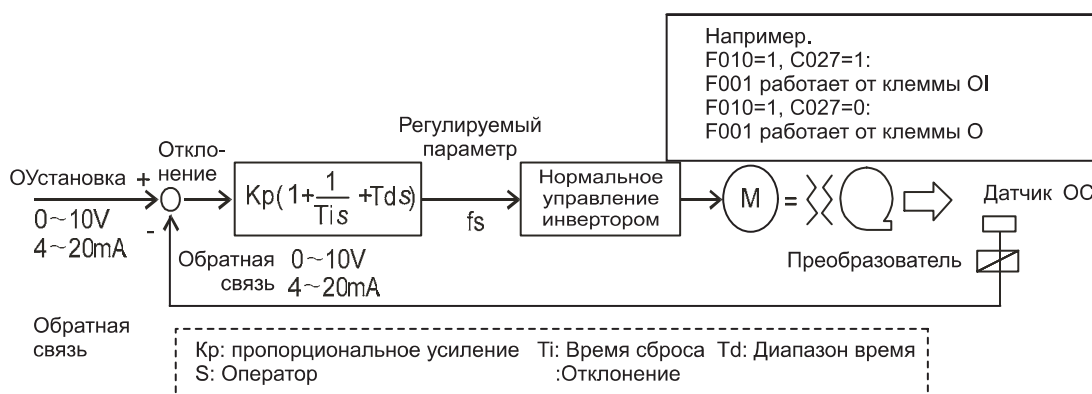 Например.
F010=1, C027=1:
F001 работает от клеммы OI
F010=1, C027=0:
F001 работает от клеммы O
Регулируемый
параметр
Откло-
нение
OУстановка +
0~10V
4~20mA
-
Kp(1+1/Tis+Tds)
fs
Нормальное
управление
инвертором
M
=
Датчик ОС
Преобразователь
Обратная 0~10V
связь 4~20mA
Обратная
связь
Кр: пропорциональное усиление Ti: Время сброса Td: Диапазон время
S: Оператор :Отклонение